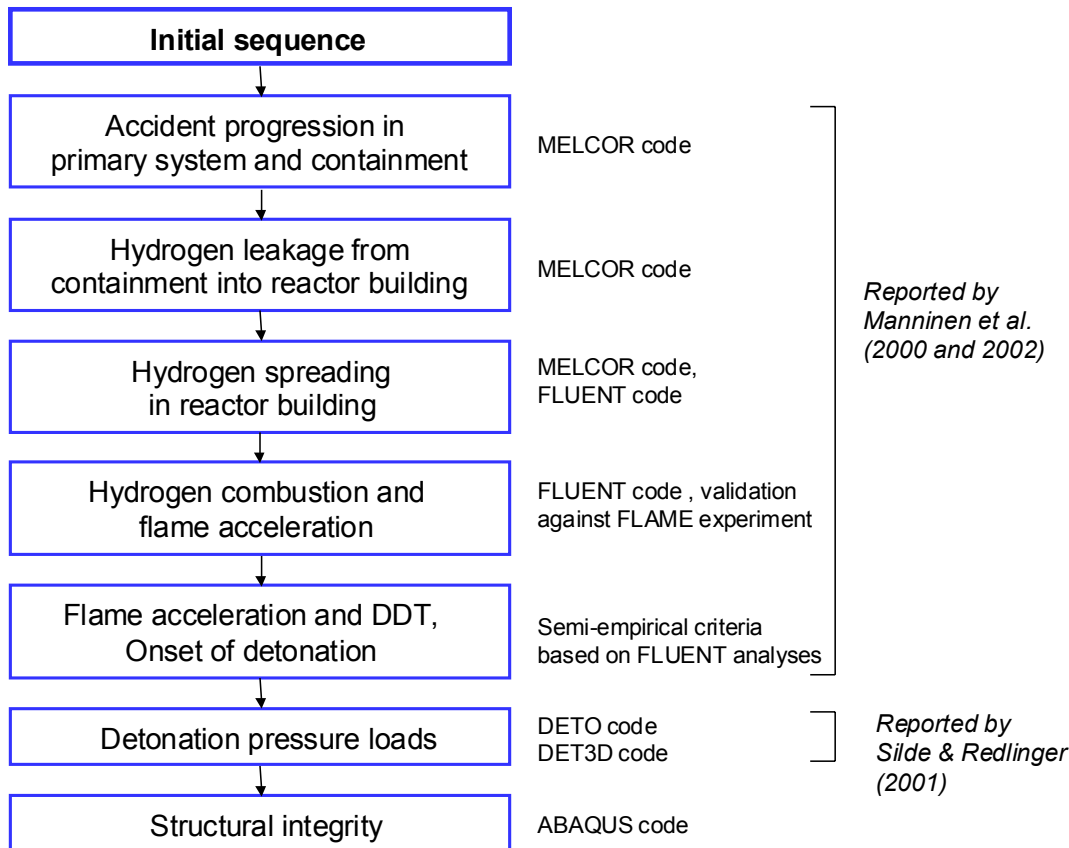 Initial sequence
Accident progression in
primary system and containment
MELCOR code
Hydrogen leakage from
containment into reactor building
MELCOR code
Hydrogen spreading
in reactor building
MELCOR code,
FLUENT code
Hydrogen combustion and
flame acceleration
FLUENT code , validation
against FLAME experiment
Flame acceleration and DDT,
Onset of detonation
Semi-empirical criteria
based on FLUENT analyses
Reported by
Manninen et al.
(2000 and 2002)
Detonation pressure loads
DETO code
DET3D code
Reported by
Silde & Redlinger
(2001)
Structural integrity
ABAQUS code